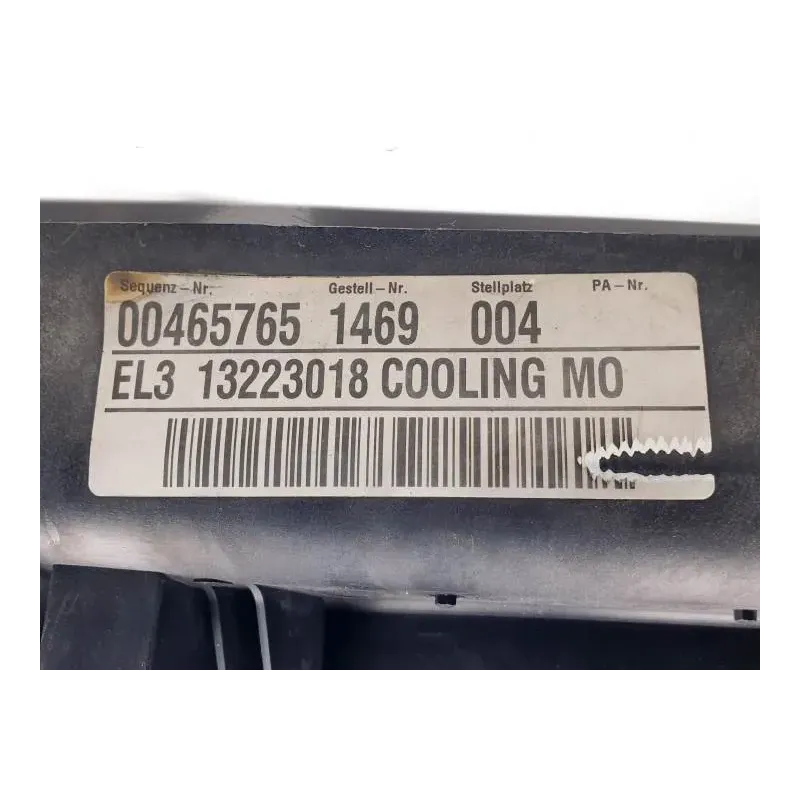 Sequenz-Nr. Gestell-Nr. Stellplatz PA-Nr.
00465765 1469 004
EL3 13223018 COOLING MO